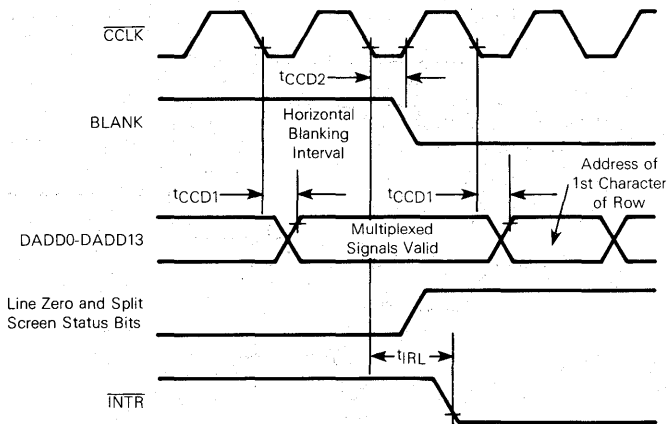 CCLK
tCCD2
BLANK
Horizontal
Blanking
Interval
Address of
1st Character
of Row
tCCD1
tCCD1
DADD0-DADD13
Multiplexed
Signals Valid
Line Zero and Split
Screen Status Bits
tIRL
INTR